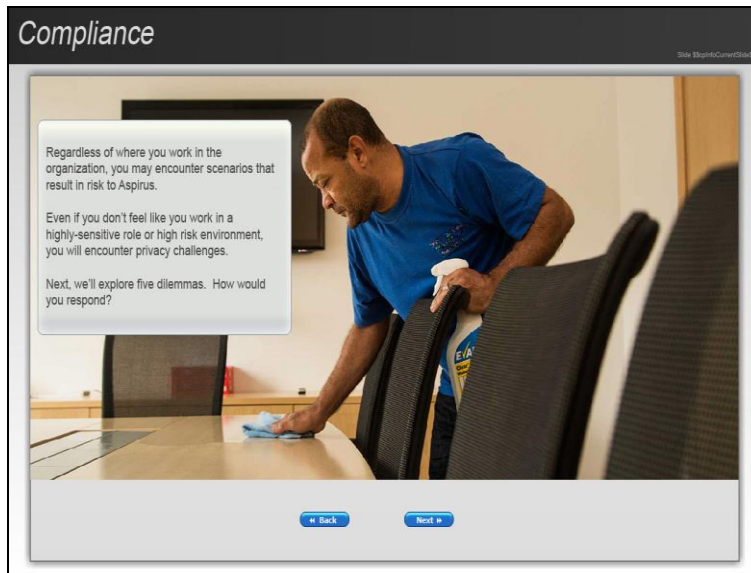 Compliance
Regardless of where you work in the
organization, you may encounter scenarios that
result in risk to Aspirus.
Even if you don't feel like you work in a
highly-sensitive role or high risk environment,
you will encounter privacy challenges.
Next, we'll explore five dilemmas.  How would
you respond?
Back
Next